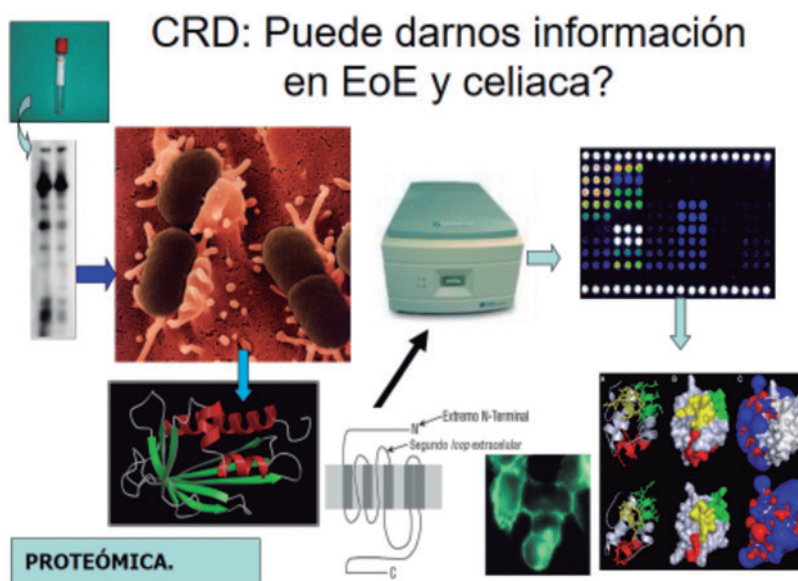 CRD: Puede darnos información
en EoE y celiaca?
N
Extremo N-Terminal
Segundo loop extracelular
C
PROTEÓMICA.